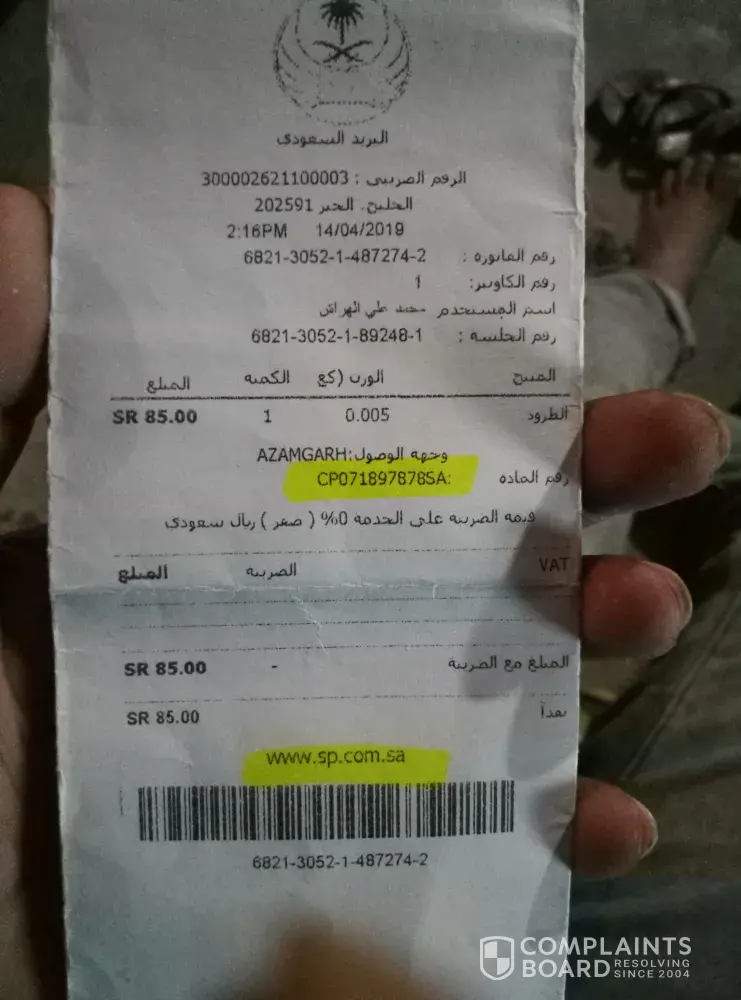 البريد السعودي
الرقم الضريبي : 300002621100003
الخليج. الخبر 202591
2:16PM 14/04/2019
رقم الفاتورة : 6821-3052-1-487274-2
رقم الكاونتر: 1
اسم المستخدم محمد علي الهراش
رقم الجلسة : 6821-3052-1-89248-1
المنتج الوزن (كغ الكمية المبلغ
الطرود 0.005 1 SR 85.00
وجهة الوصول:AZAMGARH
رقم المادة :CP071897878SA
قيمة الضريبة على الخدمة 0% ( صفر ) ريال سعودي
VAT الضريبة المبلغ
المبلغ مع الضريبة - SR 85.00
نقدا SR 85.00
www.sp.com.sa
6821-3052-1-487274-2
COMPLAINTS
BOARD RESOLVING
SINCE 2004